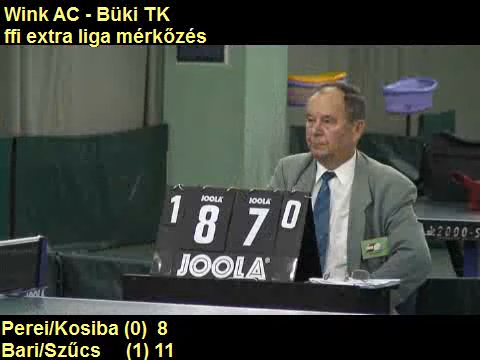 Wink AC - Büki TK
ffi extra liga mérkőzés
JOOLA JOOLA
1 8 7 0
JOOLA
2000-S
Perei/Kosiba (0) 8
Bari/Szűcs (1) 11